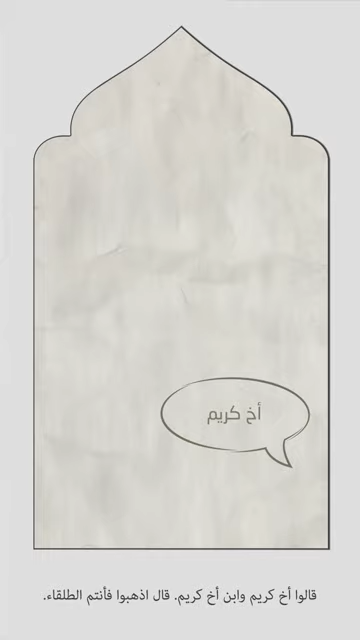 أخ كريم
قالوا أخ كريم وابن أخ كريم. قال اذهبوا فأنتم الطلقاء.